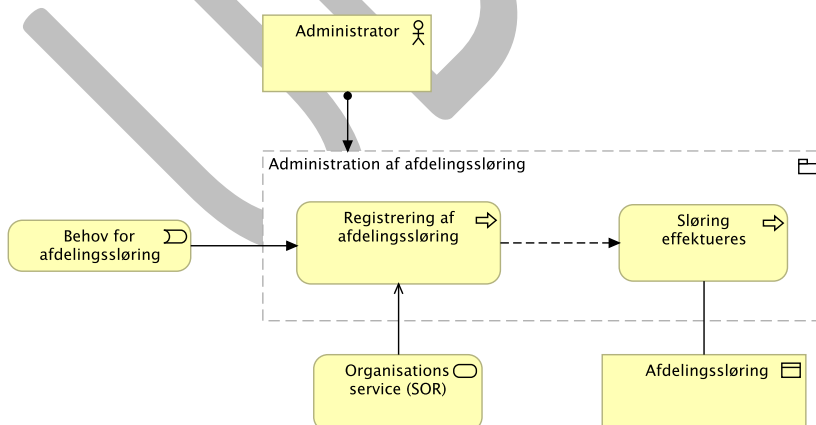 Administrator
Administration af afdelingssløring
Registrering af
afdelingssløring
Sløring
effektueres
Behov for
afdelingssløring
Organisations
service (SOR)
Afdelingssløring